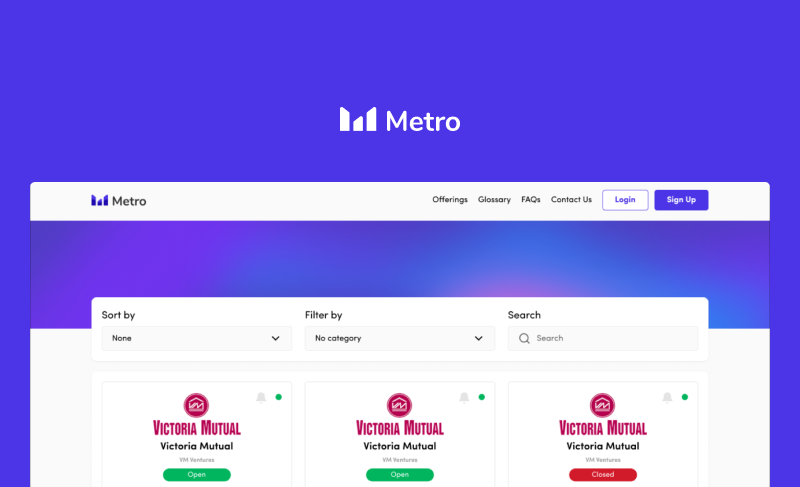 Metro
Metro
Offerings Glossary FAQs Contact Us Login Sign Up
Sort by Filter by Search
None No category Search
VICTORIA MUTUAL VICTORIA MUTUAL VICTORIA MUTUAL
Victoria Mutual Victoria Mutual Victoria Mutual
VM Ventures VM Ventures VM Ventures
Open Open Closed